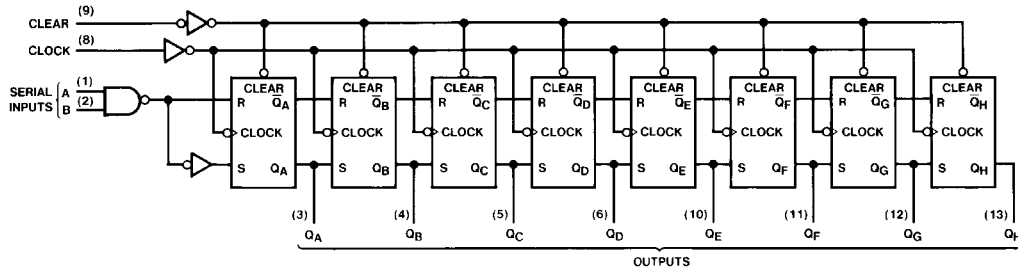 CLEAR (9)
CLOCK (8)
SERIAL INPUTS A (1)
B (2)
CLEAR CLEAR CLEAR CLEAR CLEAR CLEAR CLEAR CLEAR
R Q̅A R Q̅B R Q̅C R Q̅D R Q̅E R Q̅F R Q̅G R Q̅H
CLOCK CLOCK CLOCK CLOCK CLOCK CLOCK CLOCK CLOCK
S QA S QB S QC S QD S QE S QF S QG S QH
(3) (4) (5) (6) (10) (11) (12) (13)
QA QB QC QD QE QF QG QH
OUTPUTS